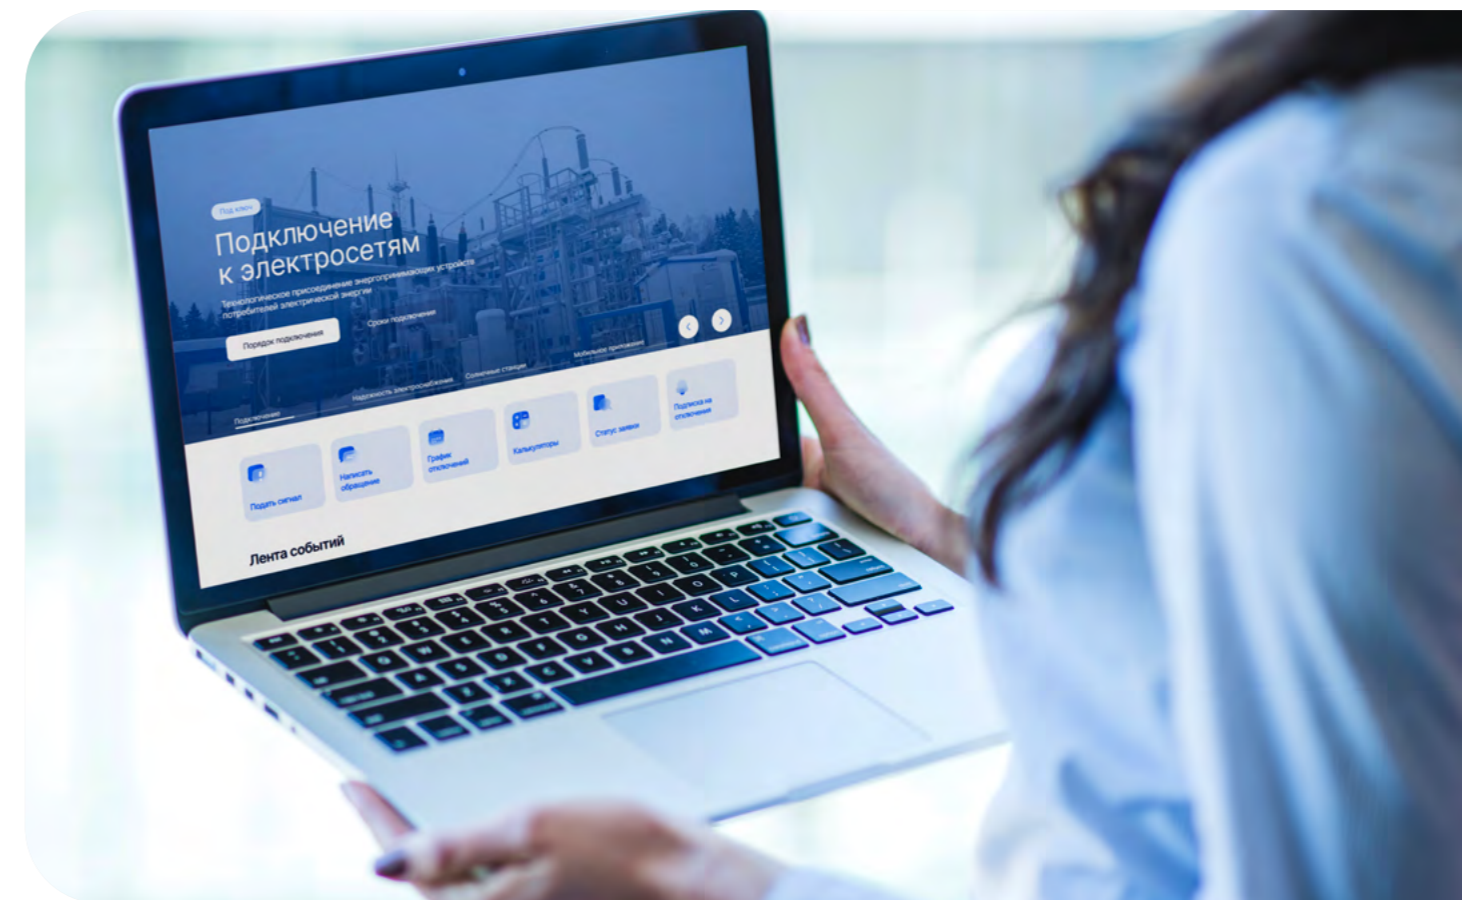 Под ключ
Подключение
к электросетям
Технологическое присоединение энергопринимающих устройств
потребителей электрической энергии
Порядок подключения
Сроки подключения
Подключение
Надежность электроснабжения
Солнечные станции
Мобильное приложение
Подать сигнал
Написать
обращение
График
отключений
Калькуляторы
Статус заявки
Подписка на
отключения
Лента событий